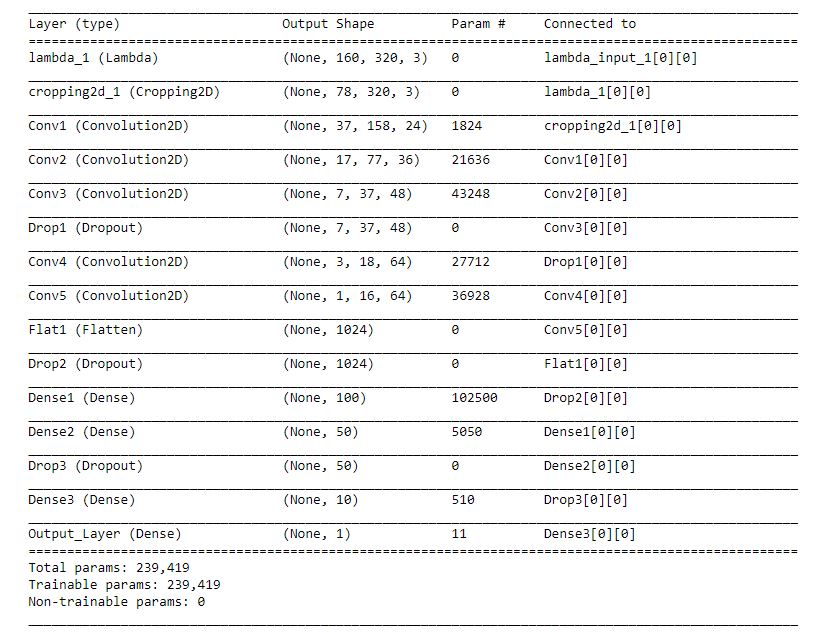 Layer (type) Output Shape Param # Connected to
lambda_1 (Lambda) (None, 160, 320, 3) 0 lambda_input_1[0][0]
cropping2d_1 (Cropping2D) (None, 78, 320, 3) 0 lambda_1[0][0]
Conv1 (Convolution2D) (None, 37, 158, 24) 1824 cropping2d_1[0][0]
Conv2 (Convolution2D) (None, 17, 77, 36) 21636 Conv1[0][0]
Conv3 (Convolution2D) (None, 7, 37, 48) 43248 Conv2[0][0]
Drop1 (Dropout) (None, 7, 37, 48) 0 Conv3[0][0]
Conv4 (Convolution2D) (None, 3, 18, 64) 27712 Drop1[0][0]
Conv5 (Convolution2D) (None, 1, 16, 64) 36928 Conv4[0][0]
Flat1 (Flatten) (None, 1024) 0 Conv5[0][0]
Drop2 (Dropout) (None, 1024) 0 Flat1[0][0]
Dense1 (Dense) (None, 100) 102500 Drop2[0][0]
Dense2 (Dense) (None, 50) 5050 Dense1[0][0]
Drop3 (Dropout) (None, 50) 0 Dense2[0][0]
Dense3 (Dense) (None, 10) 510 Drop3[0][0]
Output_Layer (Dense) (None, 1) 11 Dense3[0][0]
Total params: 239,419
Trainable params: 239,419
Non-trainable params: 0